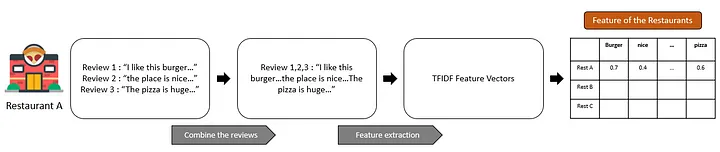 Feature of the Restaurants
Review 1 : “I like this burger…”
Review 2 : “the place is nice…”
Review 3 : “The pizza is huge…”
Restaurant A
Review 1,2,3 : “I like this
burger…the place is nice…The
pizza is huge…”
TFIDF Feature Vectors
Burger nice … pizza
Rest A 0.7 0.4 … 0.6
Rest B
Rest C
Combine the reviews
Feature extraction